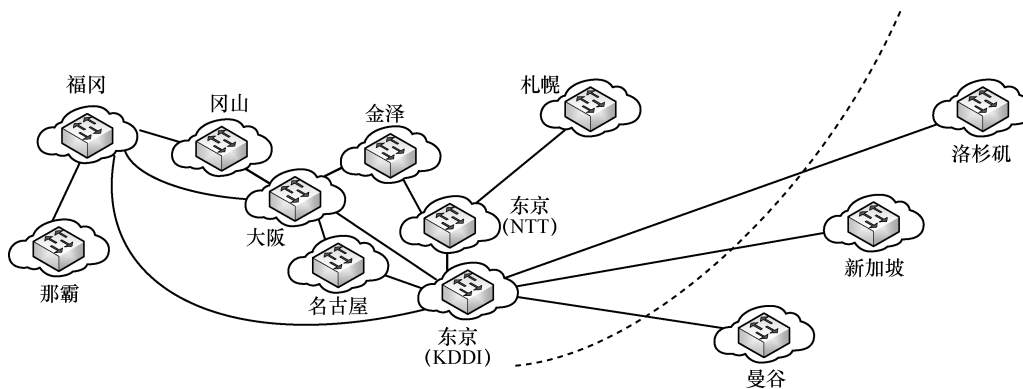 福冈
冈山
金泽
札幌
洛杉矶
东京
(NTT)
大阪
那霸
名古屋
新加坡
东京
(KDDI)
曼谷